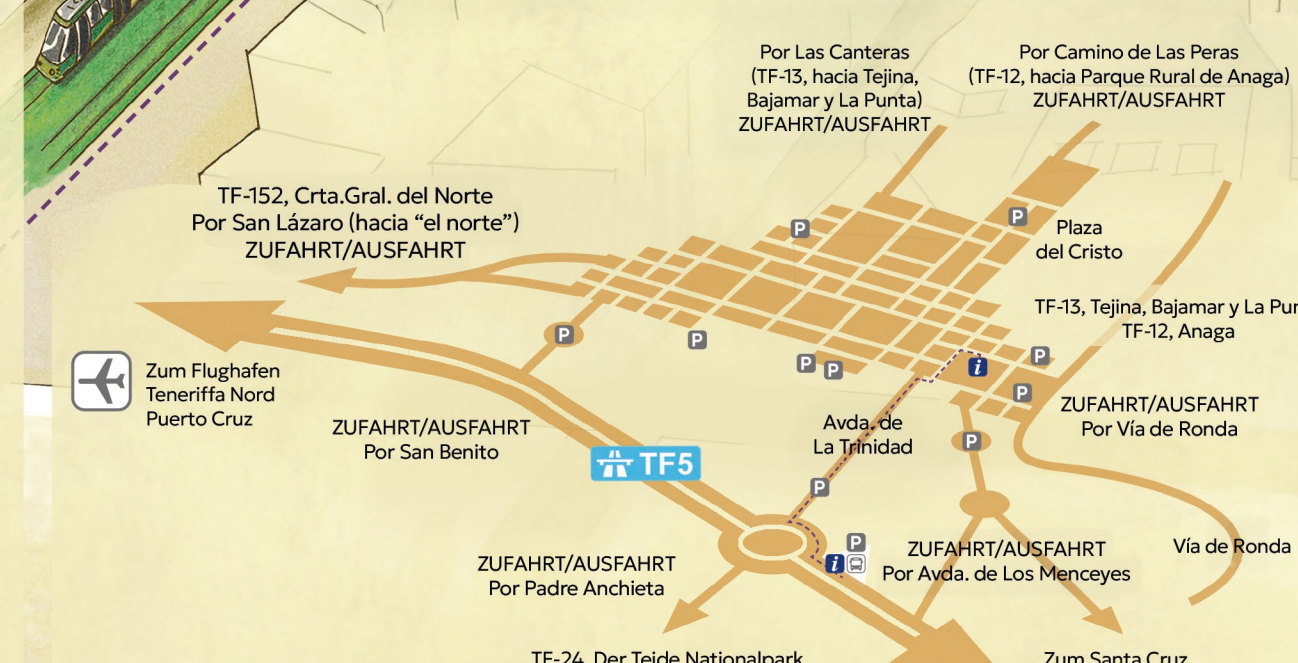 Por Las Canteras
(TF-13, hacia Tejina,
Bajamar y La Punta)
ZUFAHRT/AUSFAHRT
Por Camino de Las Peras
(TF-12, hacia Parque Rural de Anaga)
ZUFAHRT/AUSFAHRT
TF-152, Crta.Gral. del Norte
Por San Lázaro (hacia “el norte”)
ZUFAHRT/AUSFAHRT
P
P
Plaza
del Cristo
TF-13, Tejina, Bajamar y La Pun
TF-12, Anaga
P
P
P
P
P
i
P
Zum Flughafen
Teneriffa Nord
Puerto Cruz
ZUFAHRT/AUSFAHRT
Por San Benito
Avda. de
La Trinidad
ZUFAHRT/AUSFAHRT
Por Vía de Ronda
P
TF5
P
P
i
ZUFAHRT/AUSFAHRT
Por Padre Anchieta
ZUFAHRT/AUSFAHRT
Por Avda. de Los Menceyes
Vía de Ronda
TF-24, Der Teide Nationalpark
Zum Santa Cruz